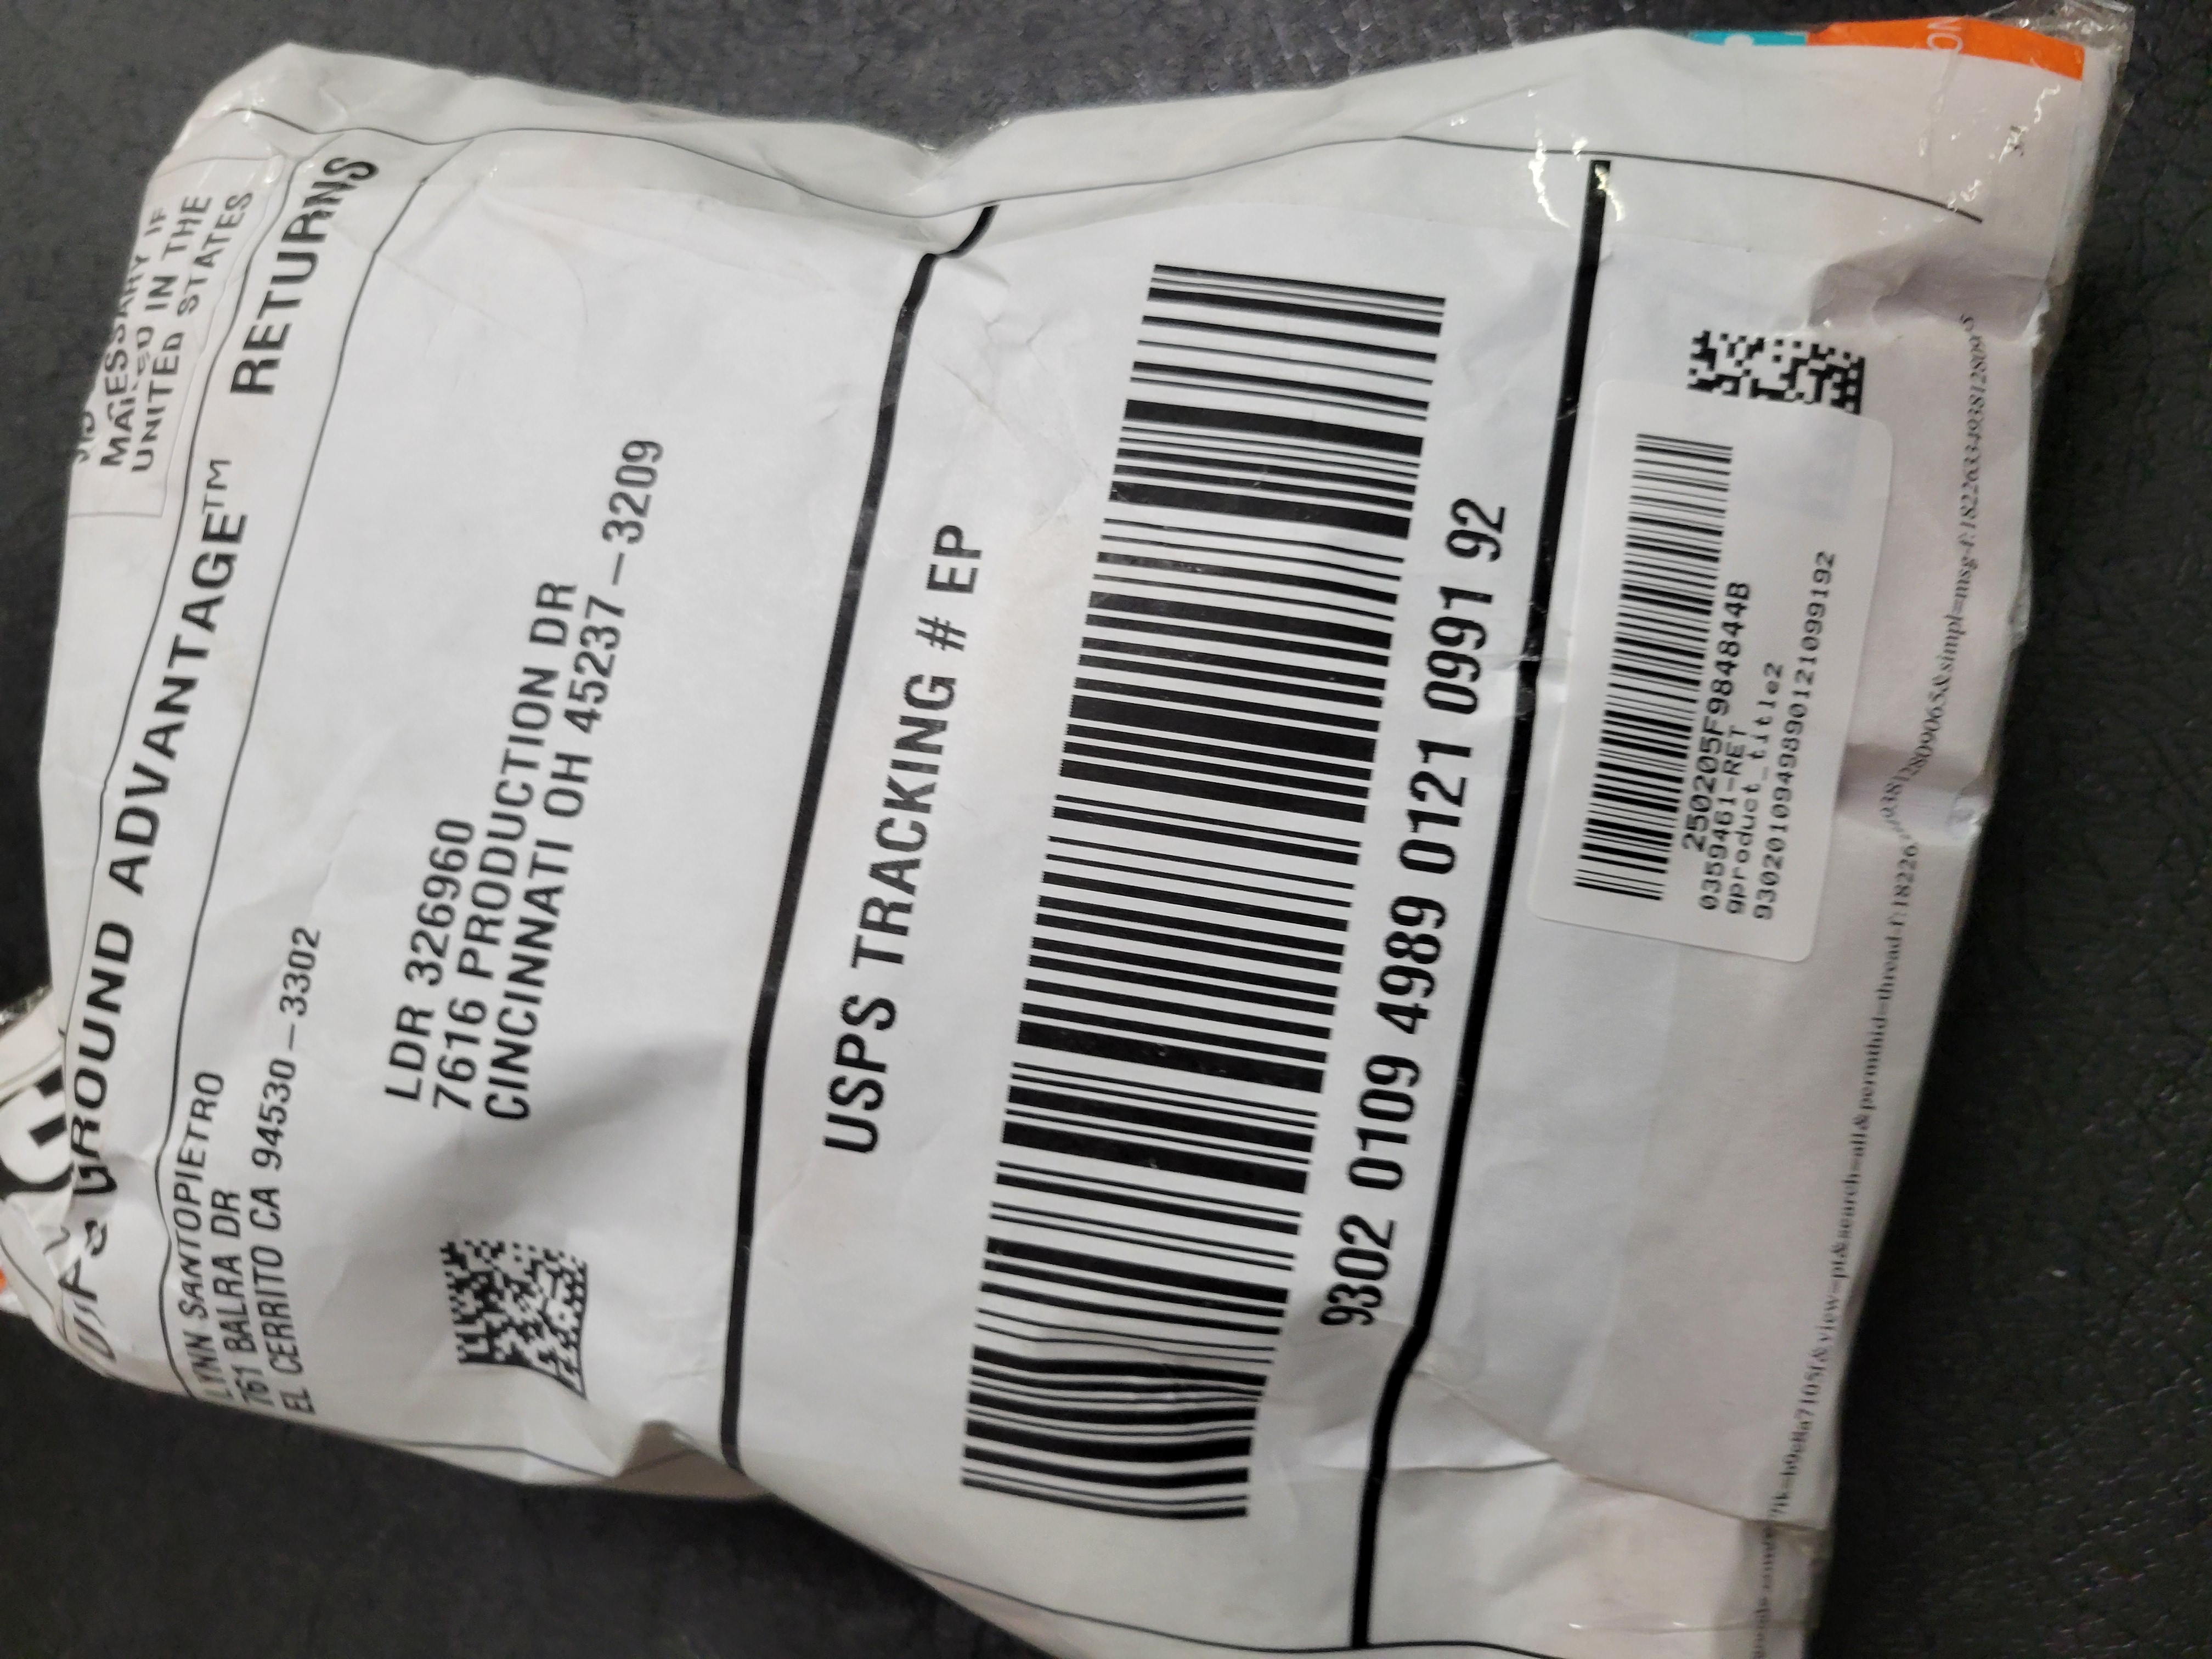 MAILED IN THE
UNITED STATES
GROUND ADVANTAGE™ RETURNS
LYNN SANTOPIETRO
761 BALRA DR
EL CERRITO CA 94530-3302
LDR 326960
7616 PRODUCTION DR
CINCINNATI OH 45237-3209
USPS TRACKING # EP
9302 0109 4989 0121 0991 92
250205F984844B
0359461-RET
gproduct_title2
9302010949890121099192